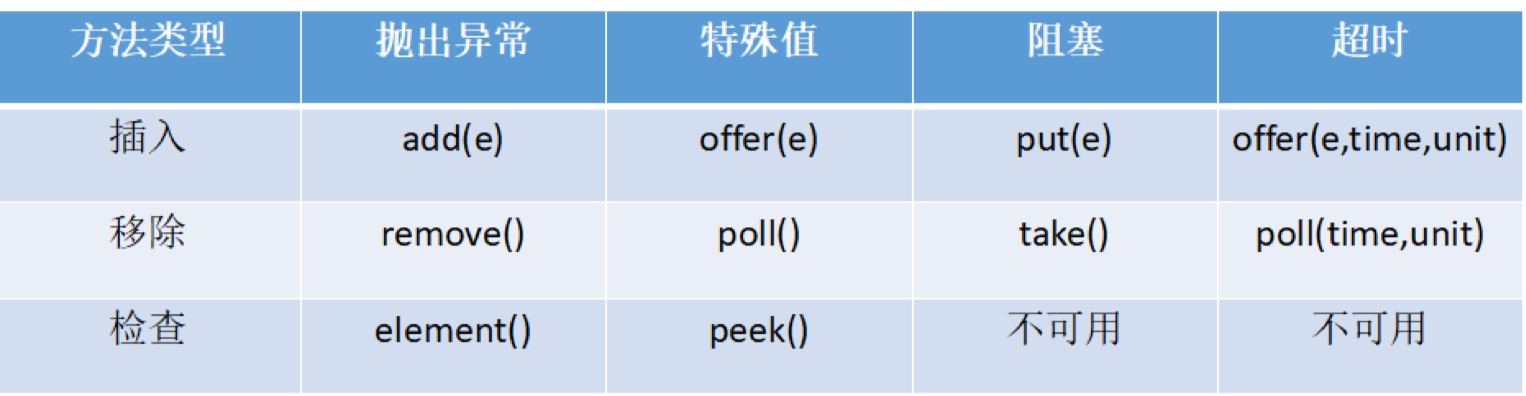 方法类型 抛出异常 特殊值 阻塞 超时
插入 add(e) offer(e) put(e) offer(e,time,unit)
移除 remove() poll() take() poll(time,unit)
检查 element() peek() 不可用 不可用